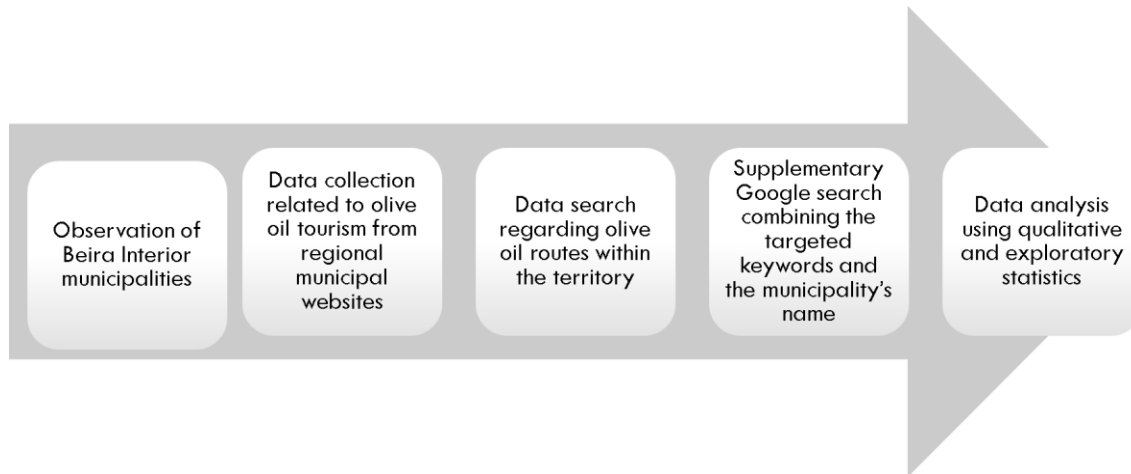 Observation of
Beira Interior
municipalities
Data collection
related to olive
oil tourism from
regional
municipal
websites
Data search
regarding olive
oil routes within
the territory
Supplementary
Google search
combining the
targeted
keywords and
the municipality's
name
Data analysis
using qualitative
and exploratory
statistics